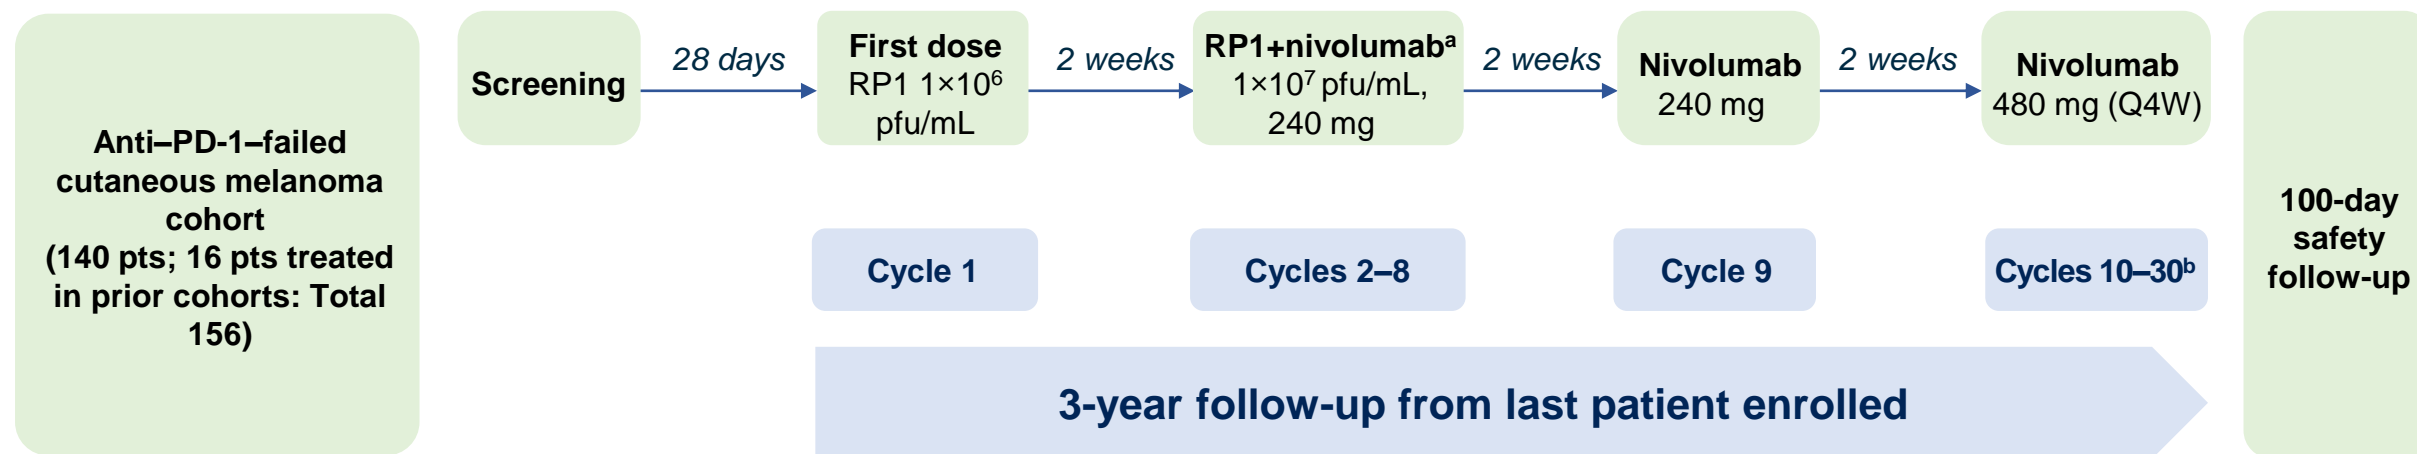 Anti–PD-1–failed
cutaneous melanoma
cohort
(140 pts; 16 pts treated
in prior cohorts: Total
156)
Screening
28 days
First dose
RP1 1×10⁶
pfu/mL
2 weeks
RP1+nivolumabᵃ
1×10⁷ pfu/mL,
240 mg
2 weeks
Nivolumab
240 mg
2 weeks
Nivolumab
480 mg (Q4W)
Cycle 1
Cycles 2–8
Cycle 9
Cycles 10–30ᵇ
3-year follow-up from last patient enrolled
100-day
safety
follow-up